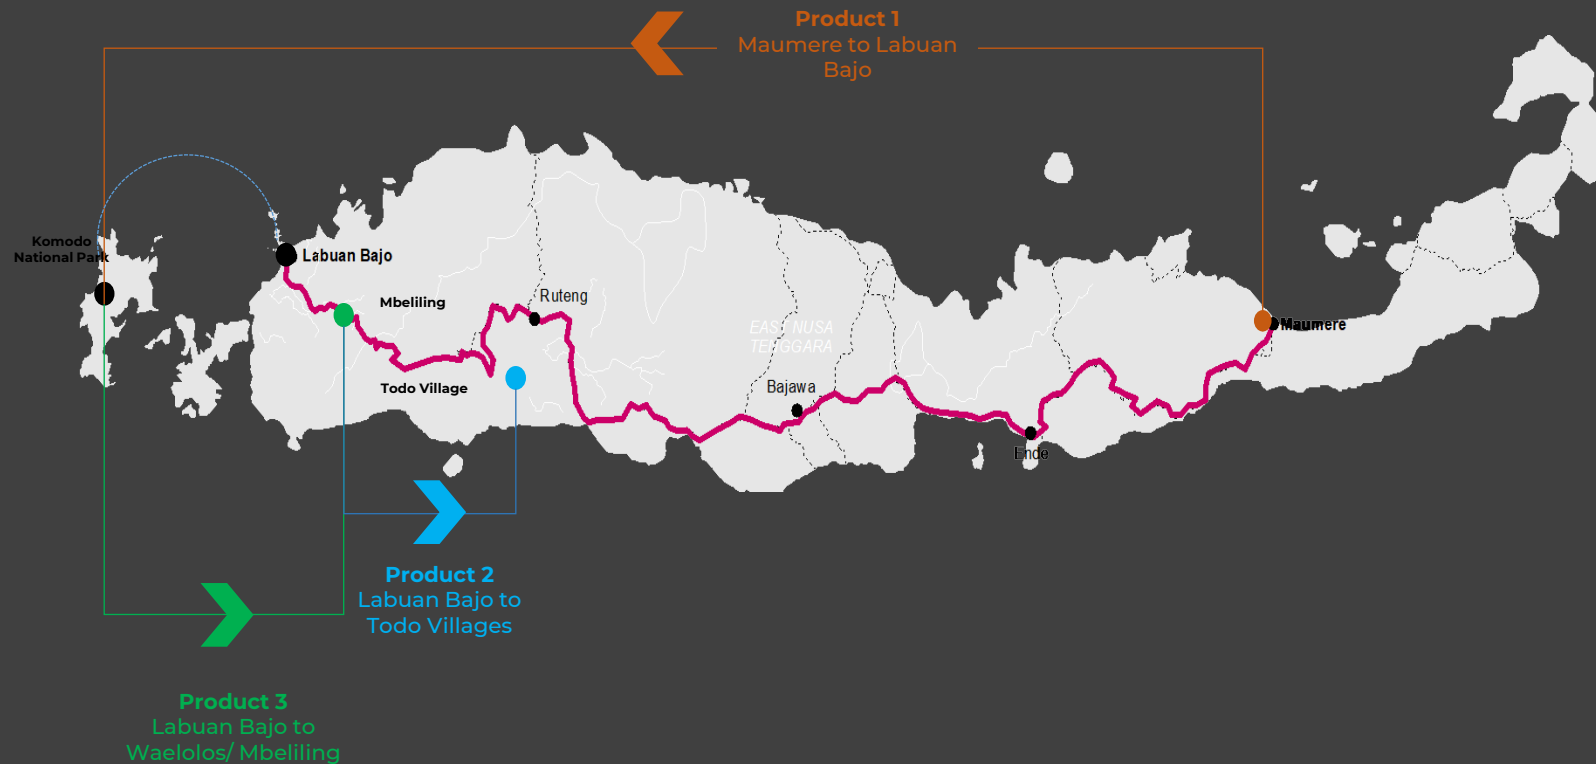 Product 1
Maumere to Labuan
Bajo
Komodo
National Park
Labuan Bajo
Mbeliling
Ruteng
EAST NUSA
TENGGARA
Maumere
Todo Village
Bajawa
Ende
Product 2
Labuan Bajo to
Todo Villages
Product 3
Labuan Bajo to
Waelolos/ Mbeliling